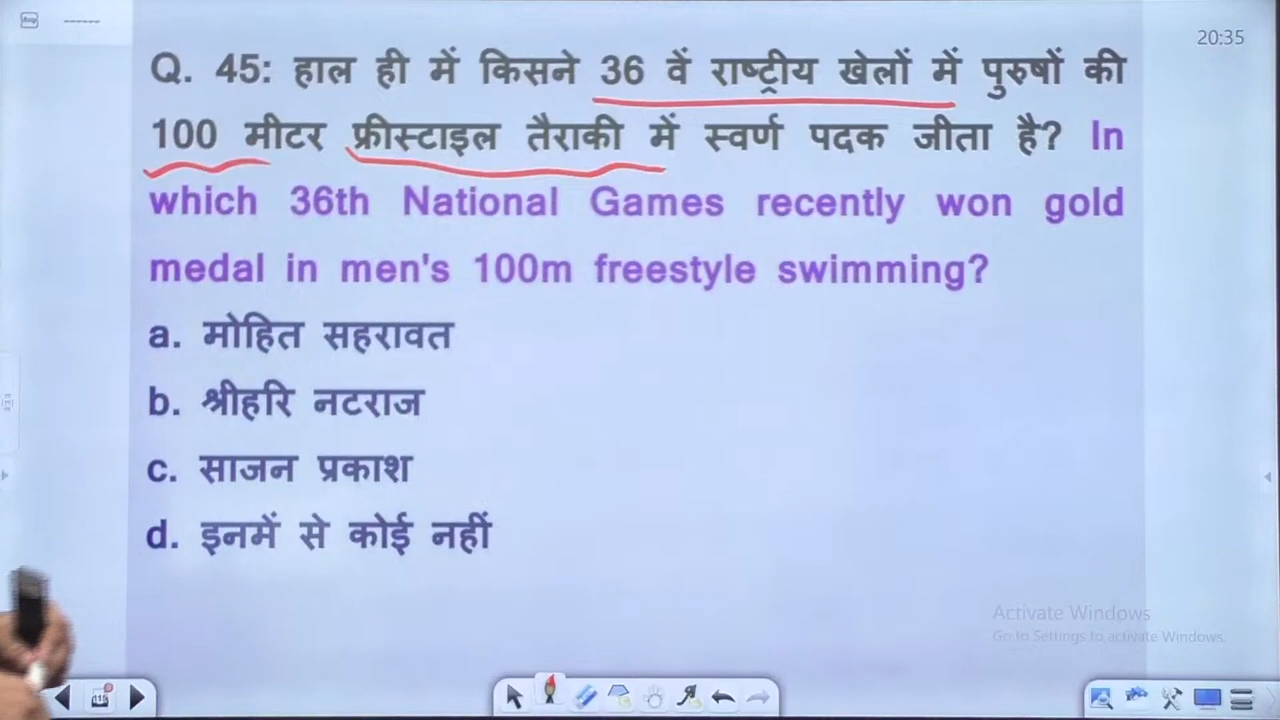 20:35
Q. 45: हाल ही में किसने 36 वें राष्ट्रीय खेलों में पुरुषों की
100 मीटर फ्रीस्टाइल तैराकी में स्वर्ण पदक जीता है? In
which 36th National Games recently won gold
medal in men's 100m freestyle swimming?
a. मोहित सहरावत
b. श्रीहरि नटराज
c. साजन प्रकाश
d. इनमें से कोई नहीं
Activate Windows
Go to Settings to activate Windows.